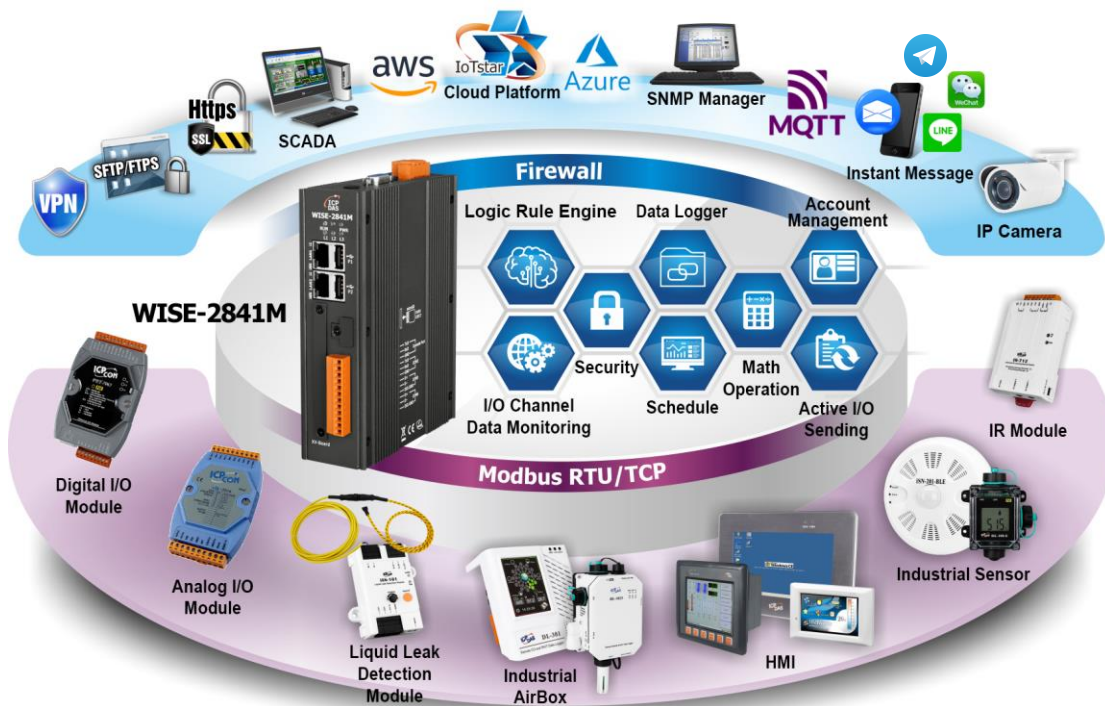 aws
IoTstar
Cloud Platform
Azure
SNMP Manager
MQTT
WeChat
LINE
Instant Message
IP Camera
Https
SSL
SCADA
SFTP/FTPS
VPN
Firewall
ICP
DAS
WISE-2841M
Logic Rule Engine
Data Logger
Account
Management
Security
Math
Operation
I/O Channel
Data Monitoring
Schedule
Active I/O
Sending
WISE-2841M
Modbus RTU/TCP
Digital I/O
Module
Analog I/O
Module
Liquid Leak
Detection
Module
DL-302
Industrial
AirBox
HMI
515
Industrial Sensor
IR Module